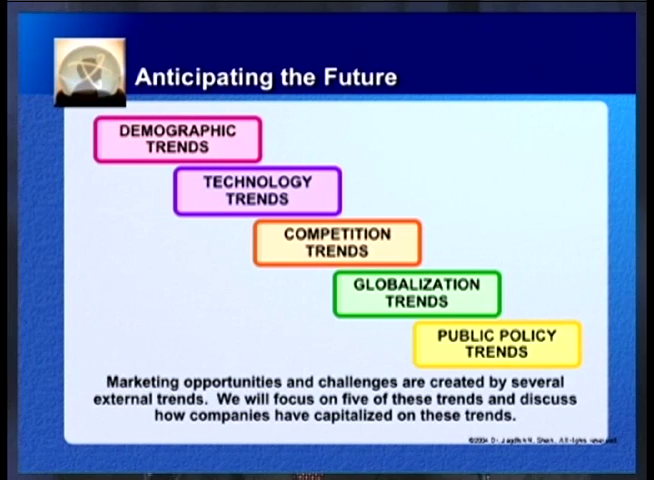 Anticipating the Future
DEMOGRAPHIC
TRENDS
TECHNOLOGY
TRENDS
COMPETITION
TRENDS
GLOBALIZATION
TRENDS
PUBLIC POLICY
TRENDS
Marketing opportunities and challenges are created by several
external trends. We will focus on five of these trends and discuss
how companies have capitalized on these trends.
©2004 Dr.